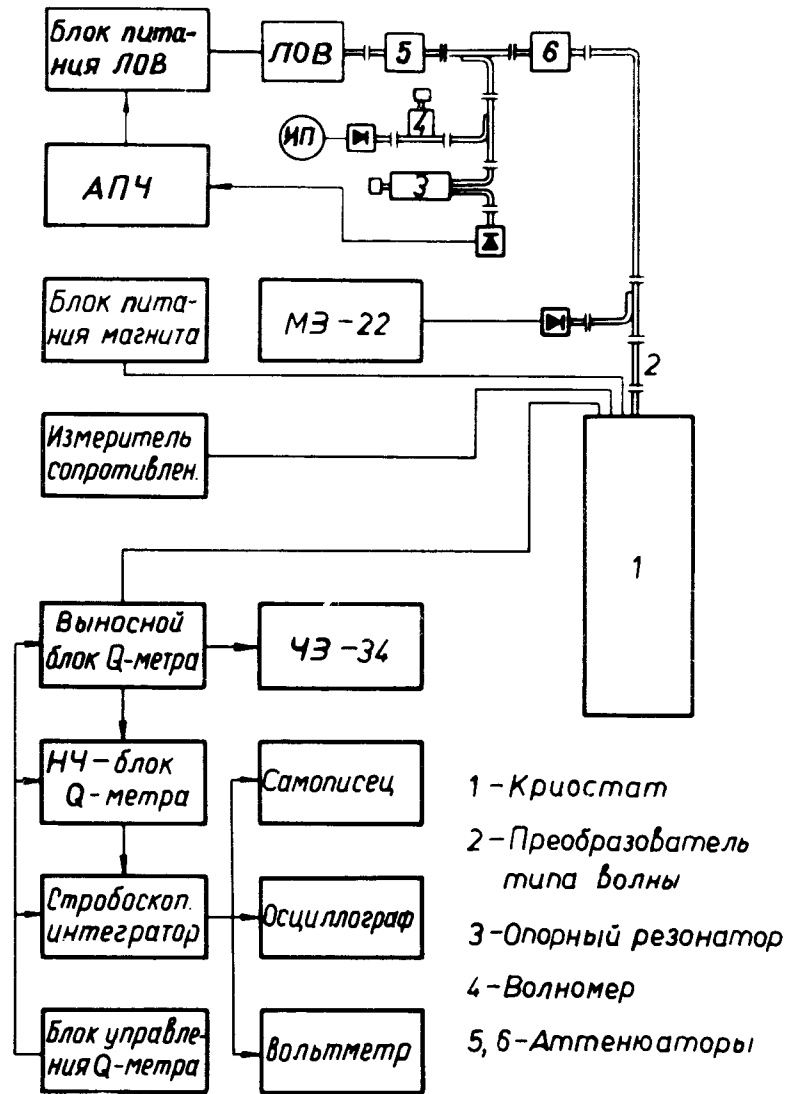 Блок пита-
ния ЛОВ
ЛОВ
5
6
ИП
4
АПЧ
3
Блок пита-
ния магнита
МЗ-22
2
Измеритель
сопротивлен.
1
Выносной
блок Q-метра
ЧЗ-34
НЧ-блок
Q-метра
Самописец
Стробоскоп.
интегратор
Осциллограф
Блок управле-
ния Q-метра
Вольтметр
1-Криостат
2-Преобразователь
типа волны
3-Опорный резонатор
4-Волномер
5,6-Аттенюаторы